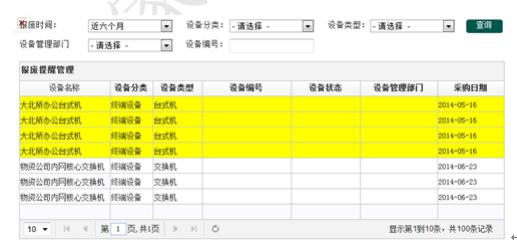 报废时间： 近六个月 设备分类： - 请选择 - 设备类型： - 请选择 - 查询
设备管理部门 - 请选择 - 设备编号：
报废提醒管理
设备名称 设备分类 设备类型 设备编号 设备状态 设备管理部门 采购日期
大北所办公台式机 终端设备 台式机 2014-05-16
大北所办公台式机 终端设备 台式机 2014-05-16
大北所办公台式机 终端设备 台式机 2014-05-16
大北所办公台式机 终端设备 台式机 2014-05-16
物资公司内网核心交换机 终端设备 交换机 2014-06-23
物资公司内网核心交换机 终端设备 交换机 2014-06-23
物资公司内网核心交换机 终端设备 交换机 2014-06-23
10 第 1 页,共1页 显示第1到10条，共100条记录